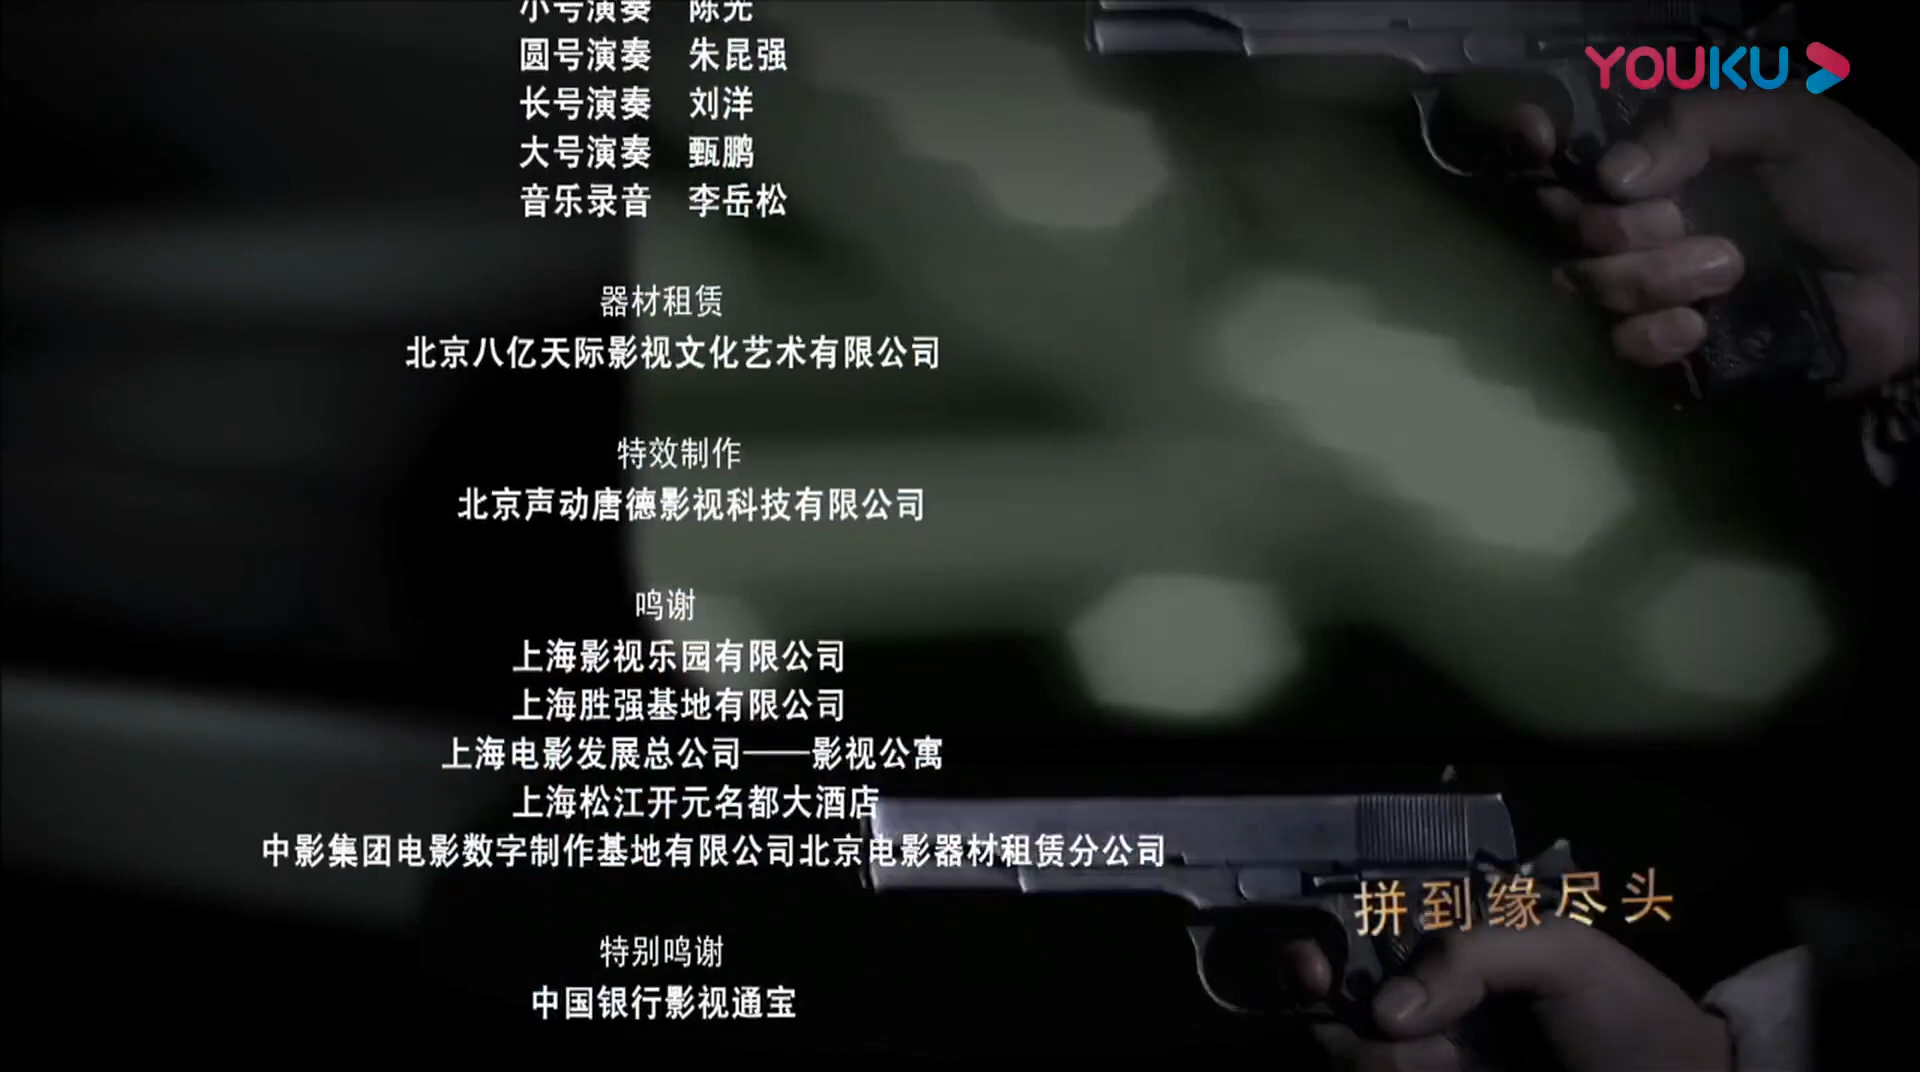 小号演奏 陈光
圆号演奏 朱昆强
长号演奏 刘洋
大号演奏 甄鹏
音乐录音 李岳松
YOUKU
器材租赁
北京八亿天际影视文化艺术有限公司
特效制作
北京声动唐德影视科技有限公司
鸣谢
上海影视乐园有限公司
上海胜强基地有限公司
上海电影发展总公司——影视公寓
上海松江开元名都大酒店
中影集团电影数字制作基地有限公司北京电影器材租赁分公司
拼到缘尽头
特别鸣谢
中国银行影视通宝